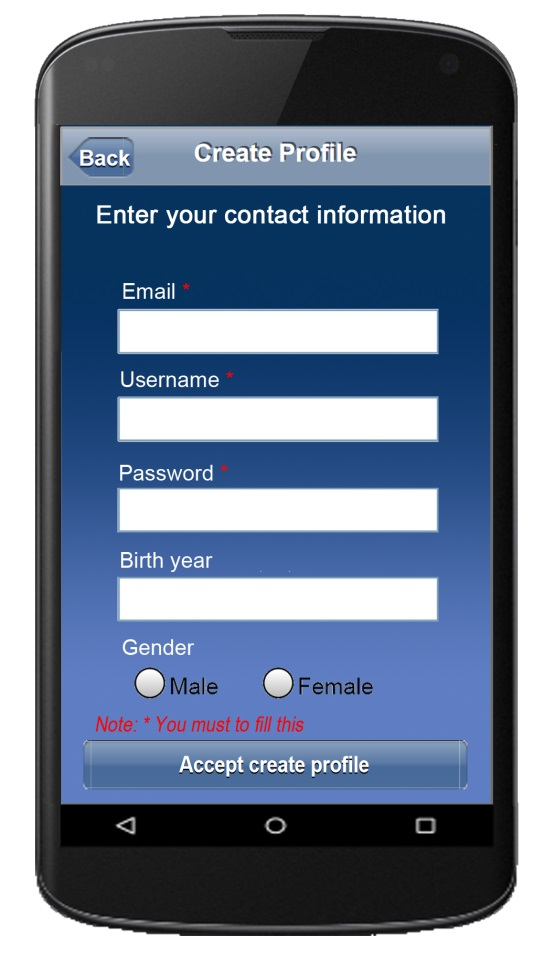 Back
Create Profile
Enter your contact information
Email *
Username *
Password *
Birth year
Gender
Male
Female
Note: * You must to fill this
Accept create profile